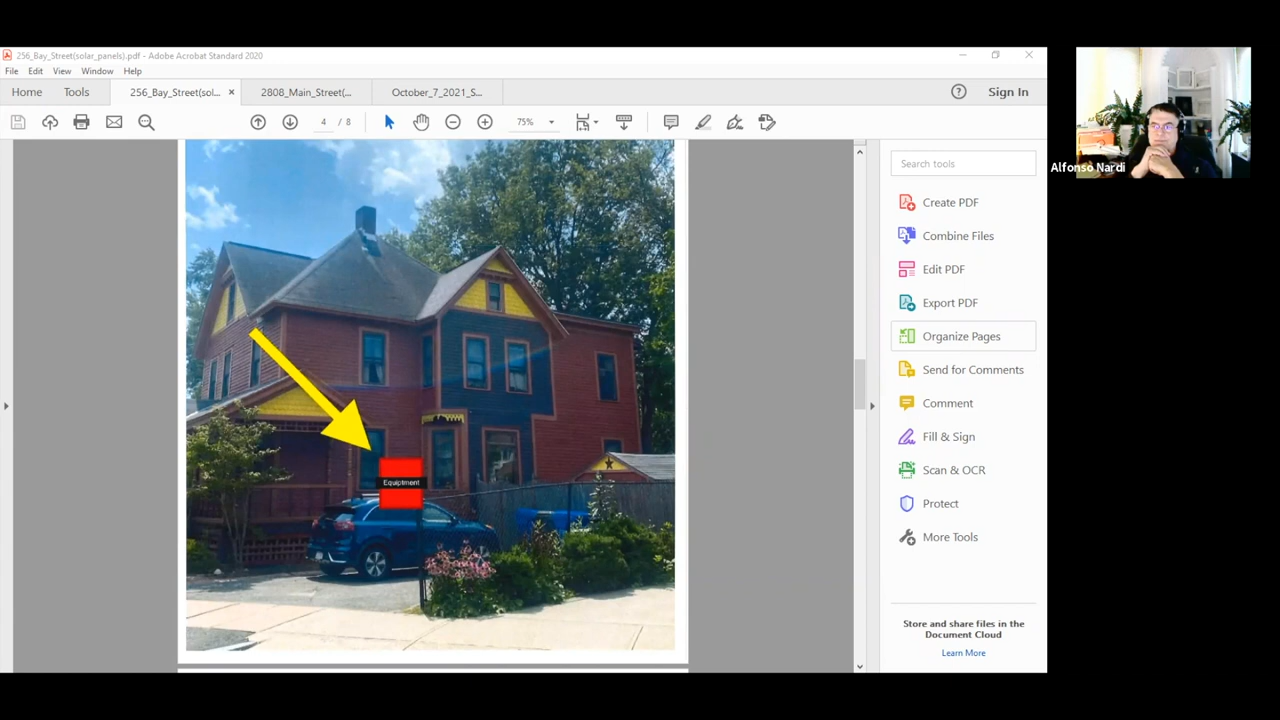 256_Bay_Street(solar_panels).pdf - Adobe Acrobat Standard 2020
File Edit View Window Help
Home Tools 256_Bay_Street(sol... × 2808_Main_Street(... October_7_2021_S... Sign In
4 / 8 75%
Search tools
Create PDF
Combine Files
Edit PDF
Export PDF
Organize Pages
Send for Comments
Comment
Fill & Sign
Scan & OCR
Protect
More Tools
Store and share files in the
Document Cloud
Learn More
Equiptment
Alfonso Nardi